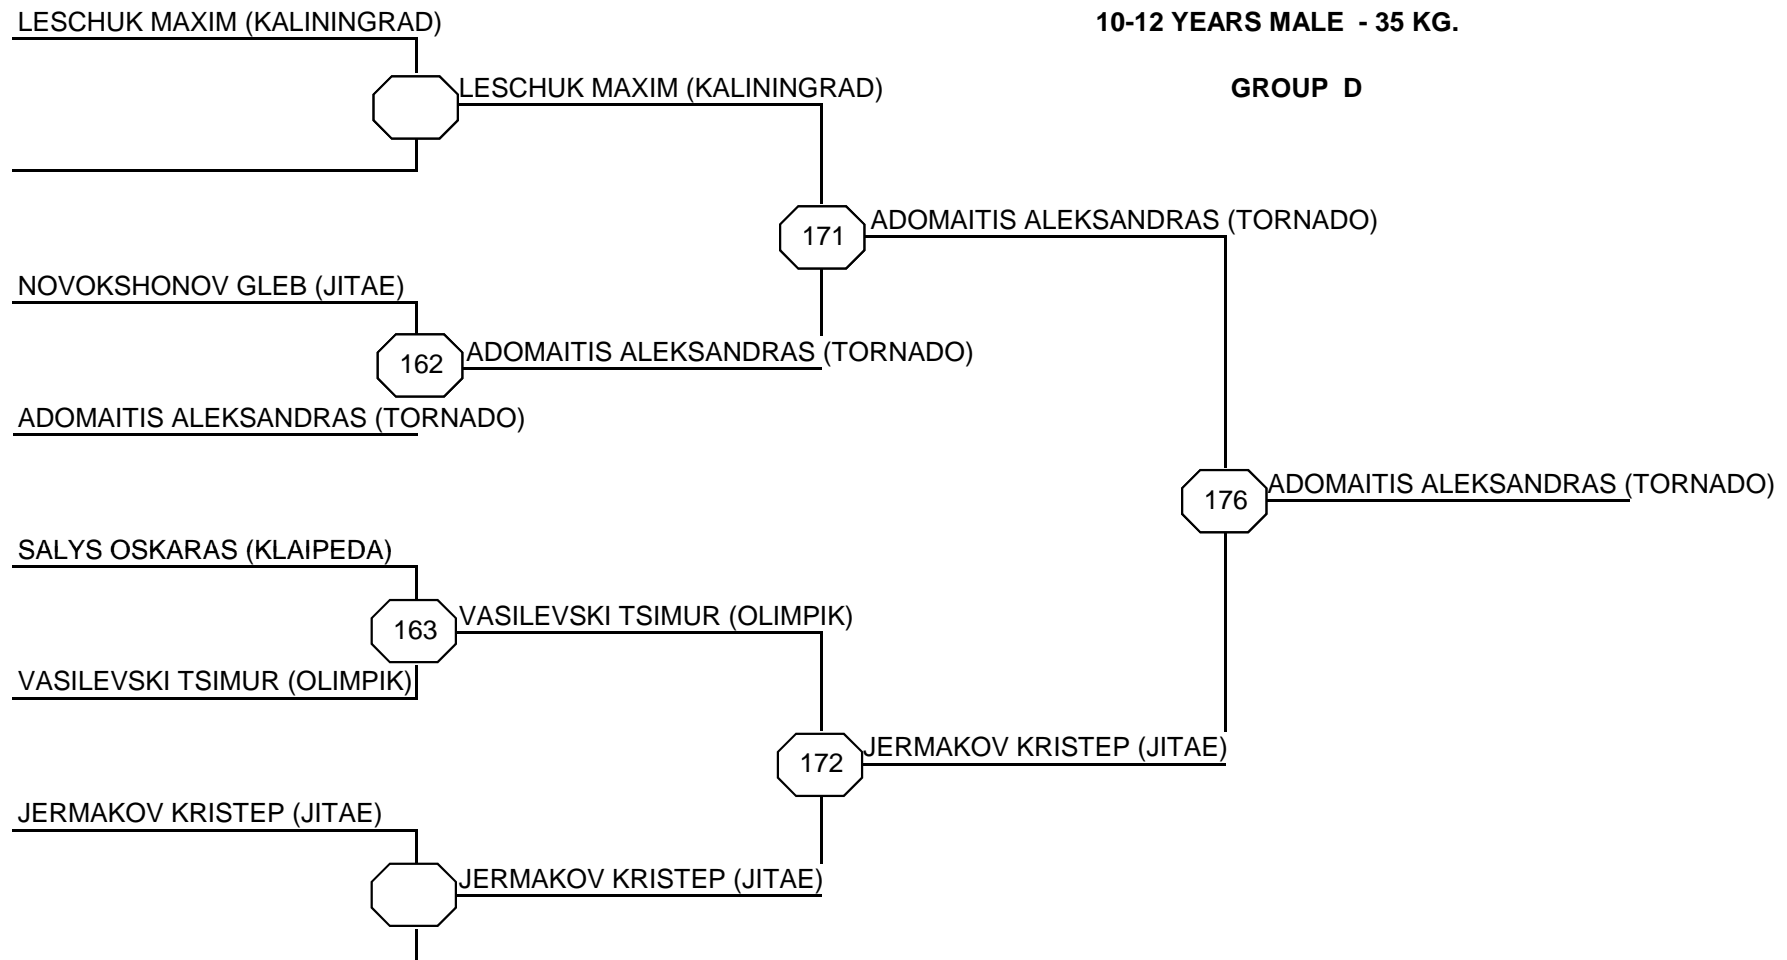 LESCHUK MAXIM (KALININGRAD)
10-12 YEARS MALE - 35 KG.
LESCHUK MAXIM (KALININGRAD)
GROUP D
171
ADOMAITIS ALEKSANDRAS (TORNADO)
NOVOKSHONOV GLEB (JITAE)
162
ADOMAITIS ALEKSANDRAS (TORNADO)
ADOMAITIS ALEKSANDRAS (TORNADO)
176
ADOMAITIS ALEKSANDRAS (TORNADO)
SALYS OSKARAS (KLAIPEDA)
163
VASILEVSKI TSIMUR (OLIMPIK)
VASILEVSKI TSIMUR (OLIMPIK)
172
JERMAKOV KRISTEP (JITAE)
JERMAKOV KRISTEP (JITAE)
JERMAKOV KRISTEP (JITAE)